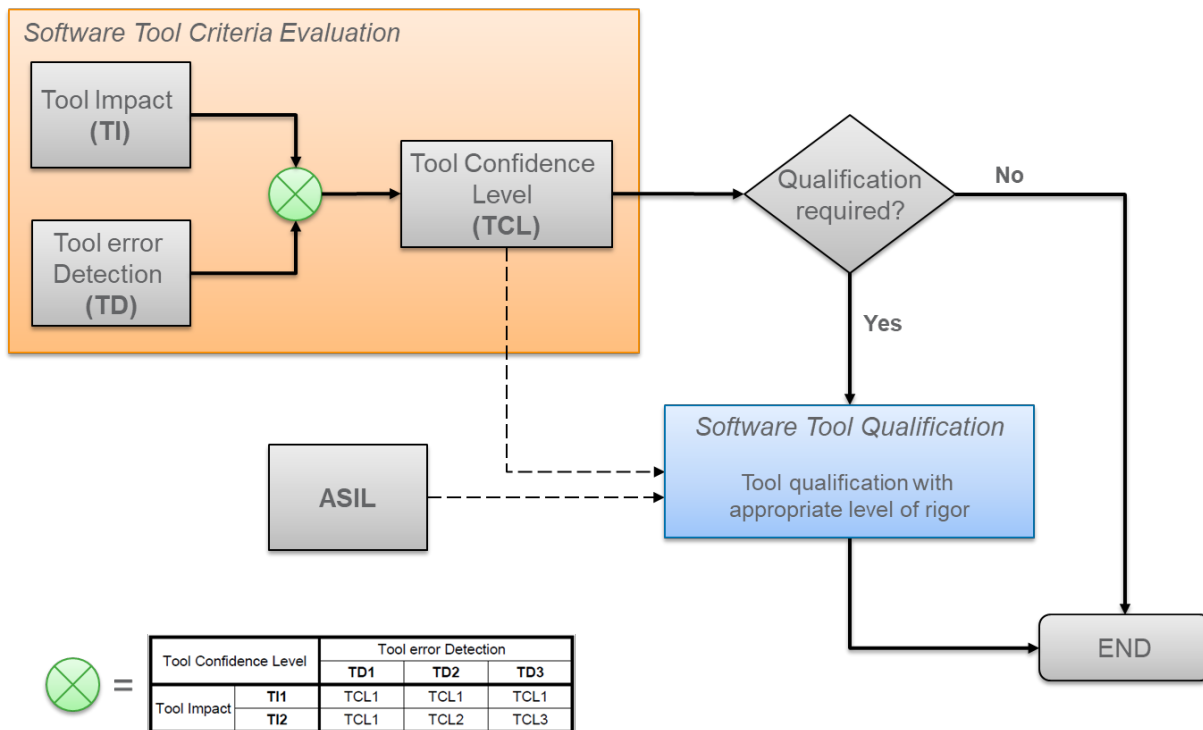 Software Tool Criteria Evaluation
Tool Impact
(TI)
Tool error
Detection
(TD)
Tool Confidence
Level
(TCL)
Qualification
required?
No
Yes
Software Tool Qualification
Tool qualification with
appropriate level of rigor
ASIL
END
=
Tool Confidence Level
Tool error Detection
TD1 TD2 TD3
Tool Impact TI1 TCL1 TCL1 TCL1
TI2 TCL1 TCL2 TCL3